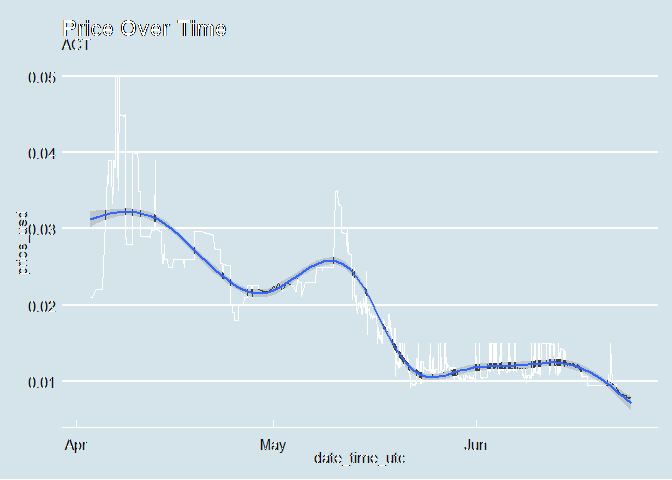 Price Over Time
ACT
0.05
0.04
0.03
0.02
0.01
price_usd
Apr
May
Jun
date_time_utc